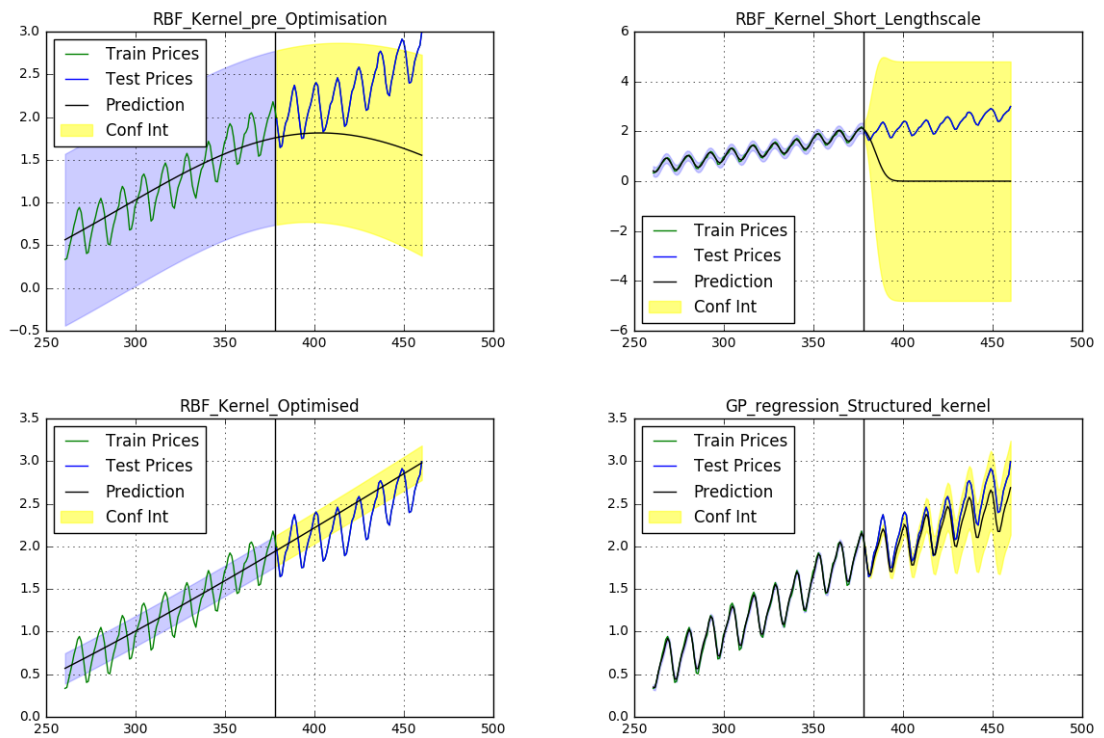 RBF_Kernel_pre_Optimisation
3.0
2.5
2.0
1.5
1.0
0.5
0.0
−0.5
250 300 350 400 450 500
Train Prices
Test Prices
Prediction
Conf Int
RBF_Kernel_Short_Lengthscale
6
4
2
0
−2
−4
−6
250 300 350 400 450 500
Train Prices
Test Prices
Prediction
Conf Int
RBF_Kernel_Optimised
3.5
3.0
2.5
2.0
1.5
1.0
0.5
0.0
250 300 350 400 450 500
Train Prices
Test Prices
Prediction
Conf Int
GP_regression_Structured_kernel
3.5
3.0
2.5
2.0
1.5
1.0
0.5
0.0
250 300 350 400 450 500
Train Prices
Test Prices
Prediction
Conf Int